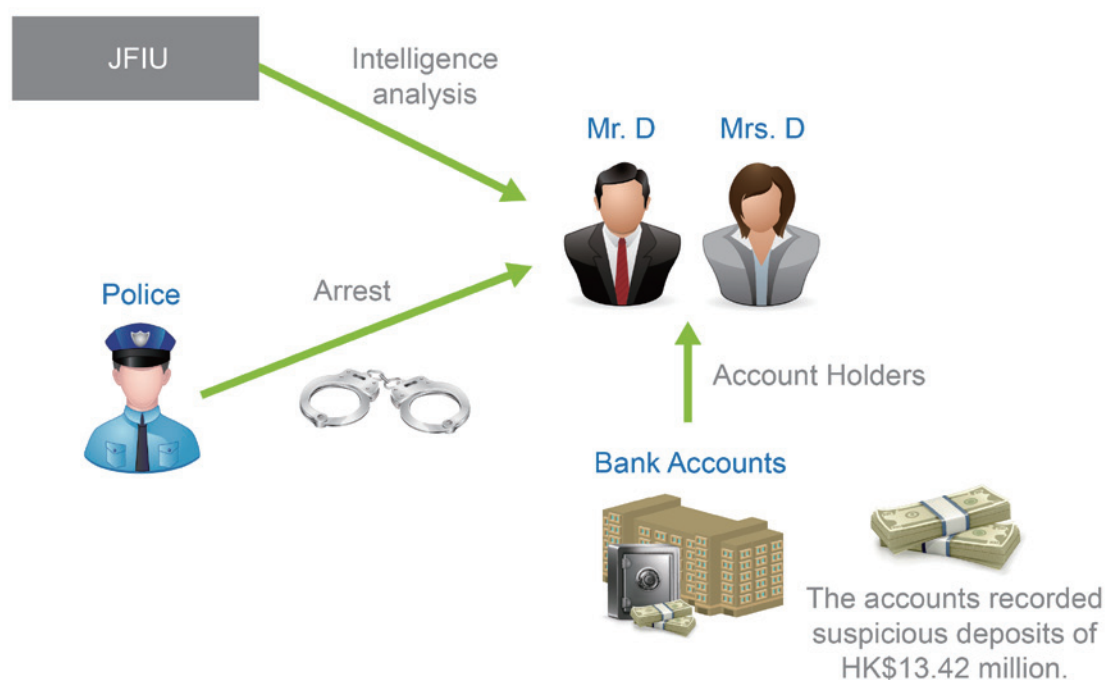 JFIU
Intelligence
analysis
Mr. D
Mrs. D
Police
Arrest
Account Holders
Bank Accounts
The accounts recorded
suspicious deposits of
HK$13.42 million.